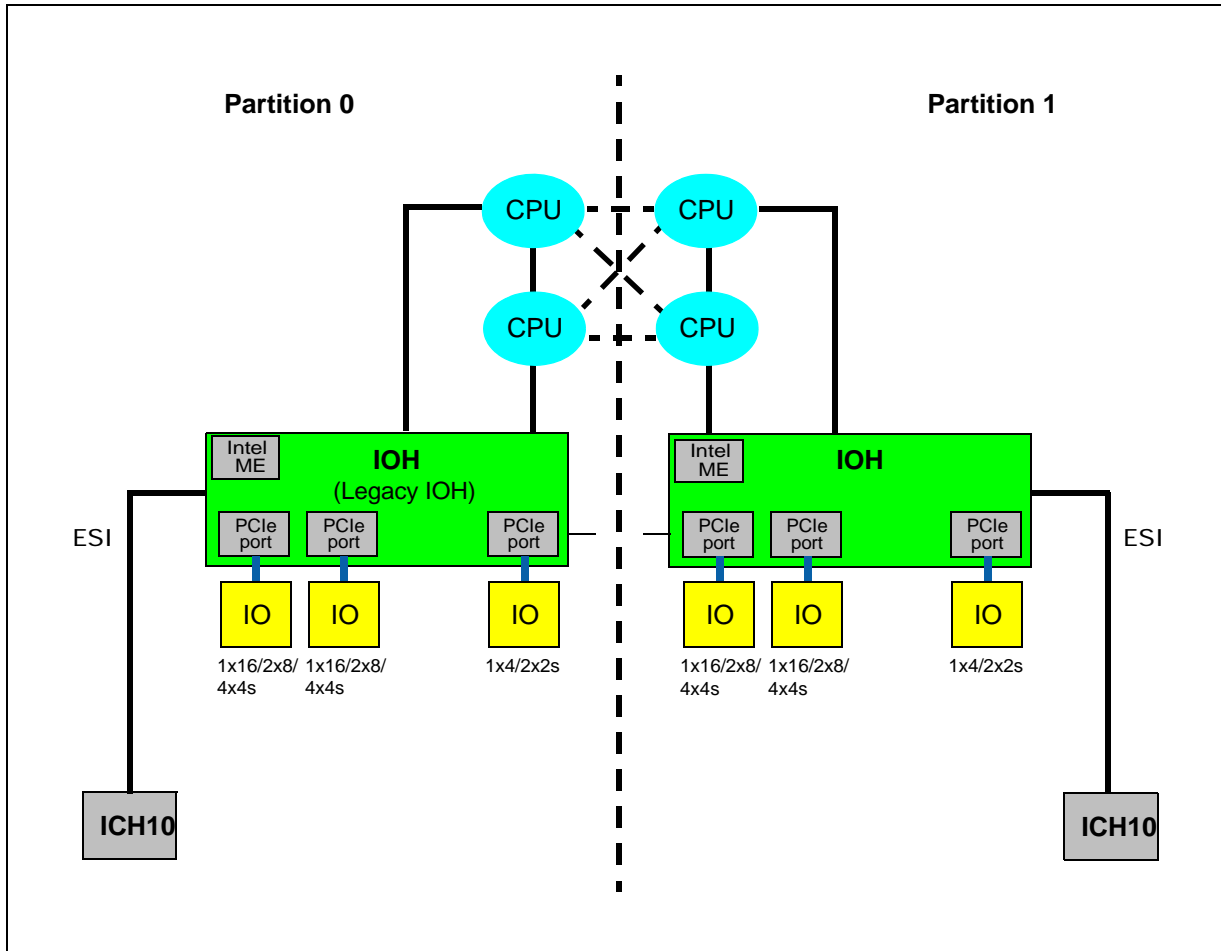 Partition 0
Partition 1
CPU
CPU
CPU
CPU
Intel
ME
IOH
(Legacy IOH)
Intel
ME
IOH
ESI
PCIe
port
PCIe
port
PCIe
port
PCIe
port
PCIe
port
PCIe
port
ESI
IO
IO
IO
IO
IO
IO
1x16/2x8/
4x4s
1x16/2x8/
4x4s
1x4/2x2s
1x16/2x8/
4x4s
1x16/2x8/
4x4s
1x4/2x2s
ICH10
ICH10